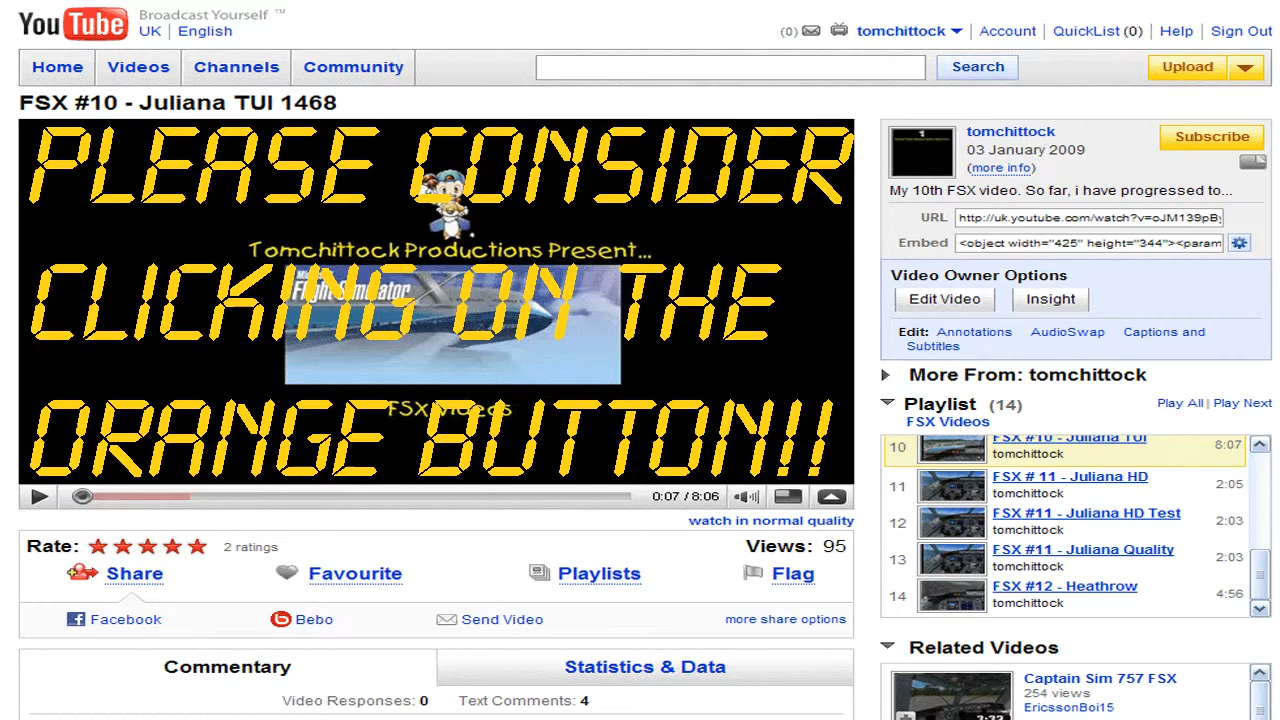 You Tube
Broadcast Yourself ™
UK | English
(0) tomchittock Account QuickList (0) Help Sign Out
Home Videos Channels Community Search Upload
FSX #10 - Juliana TUI 1468
PLEASE CONSIDER
Tomchittock Productions Present...
Flight Simulator
CLICKING ON THE
FSX Videos
ORANGE BUTTON!!
0:07 / 8:06
watch in normal quality
Rate: 2 ratings Views: 95
Share Favourite Playlists Flag
Facebook Bebo Send Video more share options
Commentary Statistics & Data
Video Responses: 0 Text Comments: 4
tomchittock
03 January 2009
(more info)
Subscribe
My 10th FSX video. So far, i have progressed to...
URL http://uk.youtube.com/watch?v=oJM139pBy
Embed <object width="425" height="344"><param
Video Owner Options
Edit Video Insight
Edit: Annotations AudioSwap Captions and
Subtitles
More From: tomchittock
Playlist (14) Play All | Play Next
FSX Videos
10 FSX #10 - Juliana TUI 8:07
tomchittock
11 FSX # 11 - Juliana HD 2:05
tomchittock
12 FSX #11 - Juliana HD Test 2:03
tomchittock
13 FSX #11 - Juliana Quality 2:03
tomchittock
14 FSX #12 - Heathrow 4:56
tomchittock
Related Videos
Captain Sim 757 FSX
254 views
EricssonBoi15